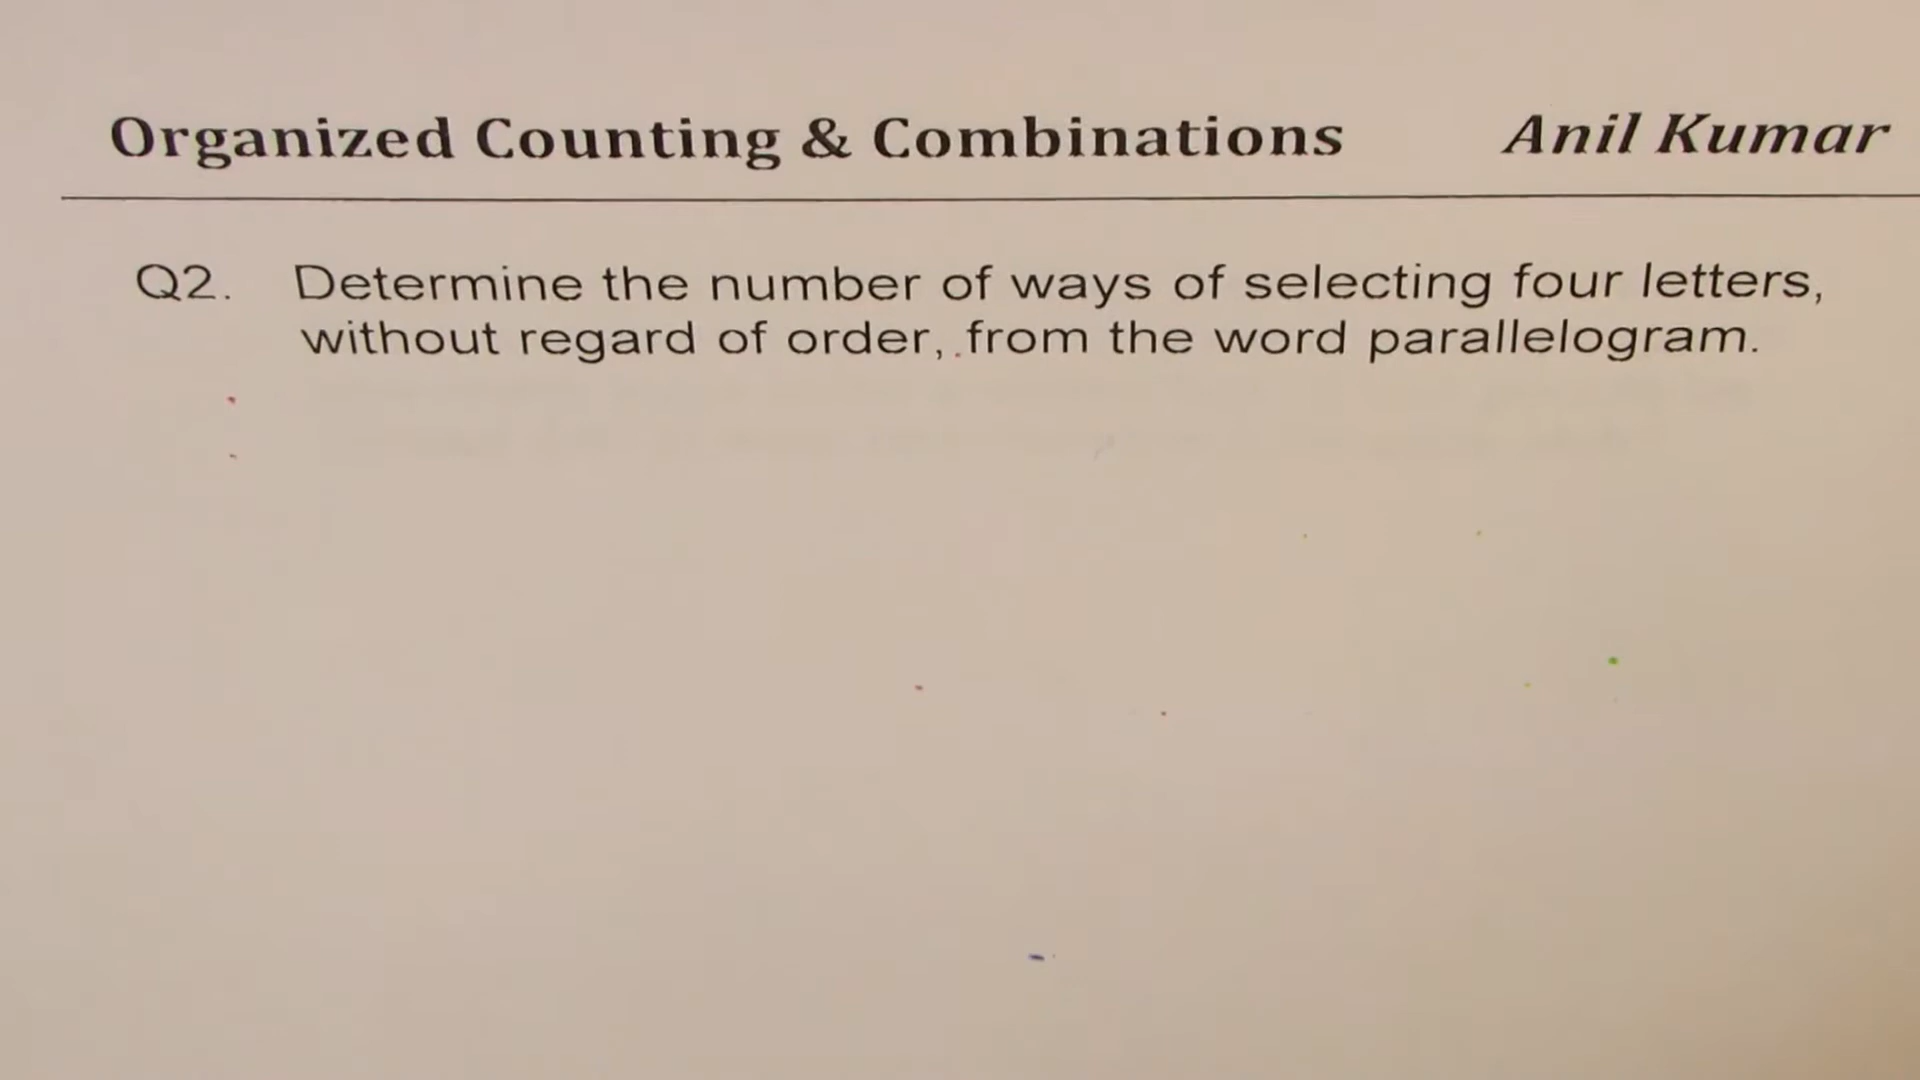 Organized Counting & Combinations Anil Kumar
Q2. Determine the number of ways of selecting four letters,
without regard of order, from the word parallelogram.